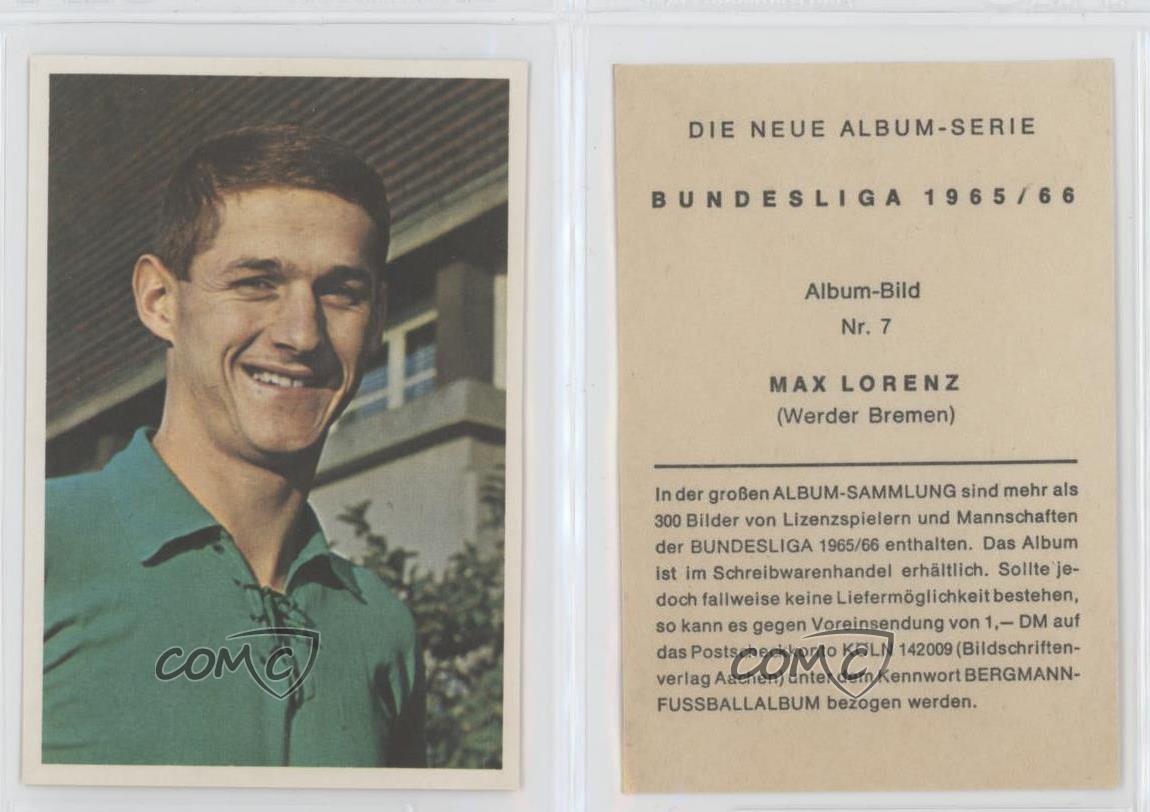 DIE NEUE ALBUM-SERIE
BUNDESLIGA 1965/66
Album-Bild
Nr. 7
MAX LORENZ
(Werder Bremen)
In der großen ALBUM-SAMMLUNG sind mehr als
300 Bilder von Lizenzspielern und Mannschaften
der BUNDESLIGA 1965/66 enthalten. Das Album
ist im Schreibwarenhandel erhältlich. Sollte je-
doch fallweise keine Liefermöglichkeit bestehen,
so kann es gegen Voreinsendung von 1,— DM auf
das Postscheckkonto KÖLN 142009 (Bildschriften-
verlag Aachen) unter dem Kennwort BERGMANN-
FUSSBALLALBUM bezogen werden.
COMC
COMC